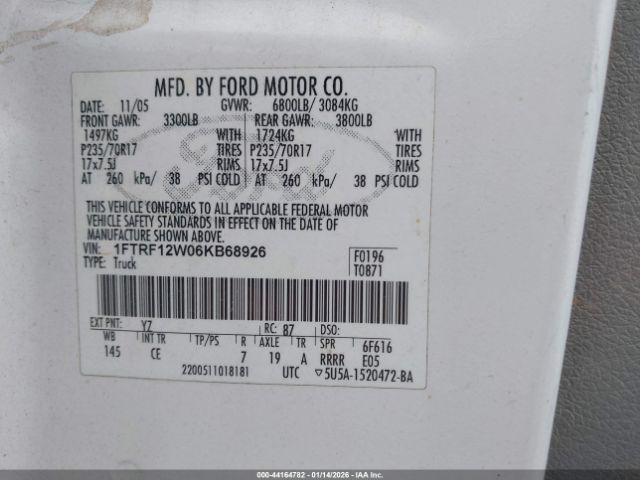 MFD. BY FORD MOTOR CO.
DATE: 11/05 GVWR: 6800LB/ 3084KG
FRONT GAWR: 3300LB REAR GAWR: 3800LB
1497KG WITH 1724KG WITH
P235/70R17 TIRES P235/70R17 TIRES
17x7.5J RIMS 17x7.5J RIMS
AT 260 kPa/ 38 PSI COLD AT 260 kPa/ 38 PSI COLD
THIS VEHICLE CONFORMS TO ALL APPLICABLE FEDERAL MOTOR
VEHICLE SAFETY STANDARDS IN EFFECT ON THE DATE OF
MANUFACTURE SHOWN ABOVE.
VIN: 1FTRF12W06KB68926 F0196
TYPE: Truck T0871
EXT PNT: YZ RC: 87 DSO:
WB INT TR TP/PS R AXLE TR SPR 6F616
145 CE 7 19 A RRRR E05
2200511018181 UTC ▽5U5A-1520472-BA
000-44164782 - 01/14/2026 - IAAI.COM